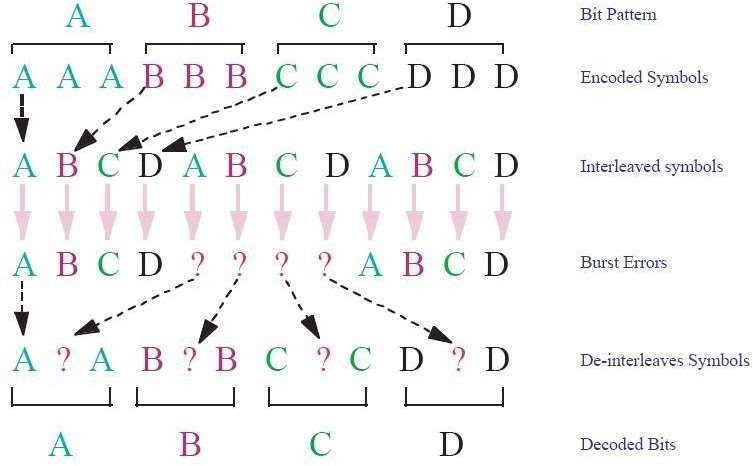 A B C D Bit Pattern
A A A B B B C C C D D D Encoded Symbols
A B C D A B C D A B C D Interleaved symbols
A B C D ? ? ? ? A B C D Burst Errors
A ? A B ? B C ? C D ? D De-interleaves Symbols
A B C D Decoded Bits